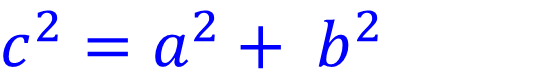 c² = a² + b²